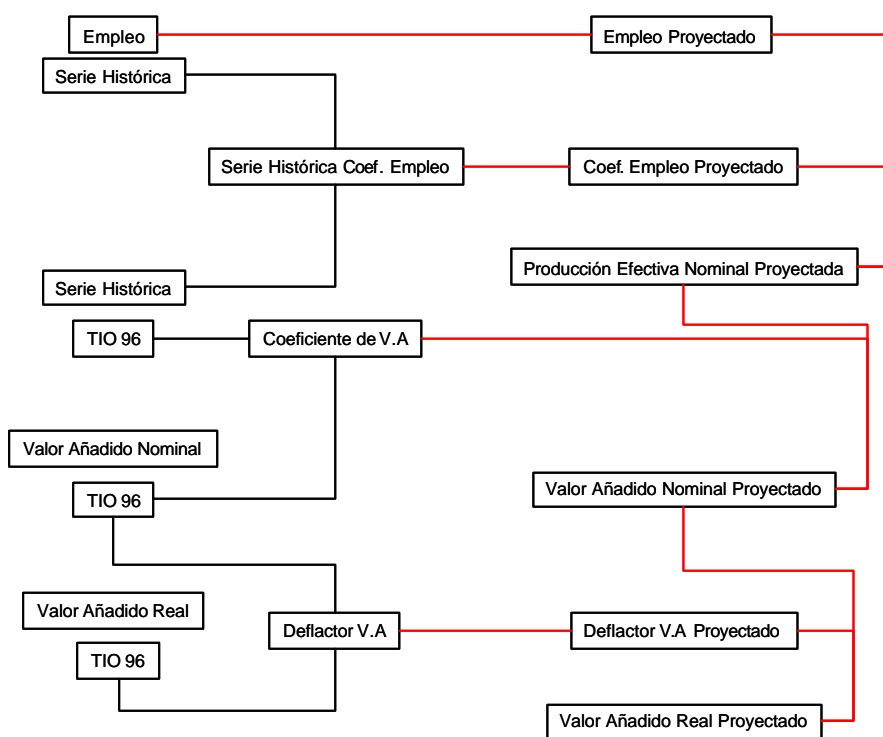 Empleo
Empleo Proyectado
Serie Histórica
Serie Histórica Coef. Empleo
Coef. Empleo Proyectado
Producción Efectiva Nominal Proyectada
Serie Histórica
TIO 96
Coeficiente de V.A
Valor Añadido Nominal
TIO 96
Valor Añadido Nominal Proyectado
Valor Añadido Real
Deflactor V.A
Deflactor V.A Proyectado
TIO 96
Valor Añadido Real Proyectado